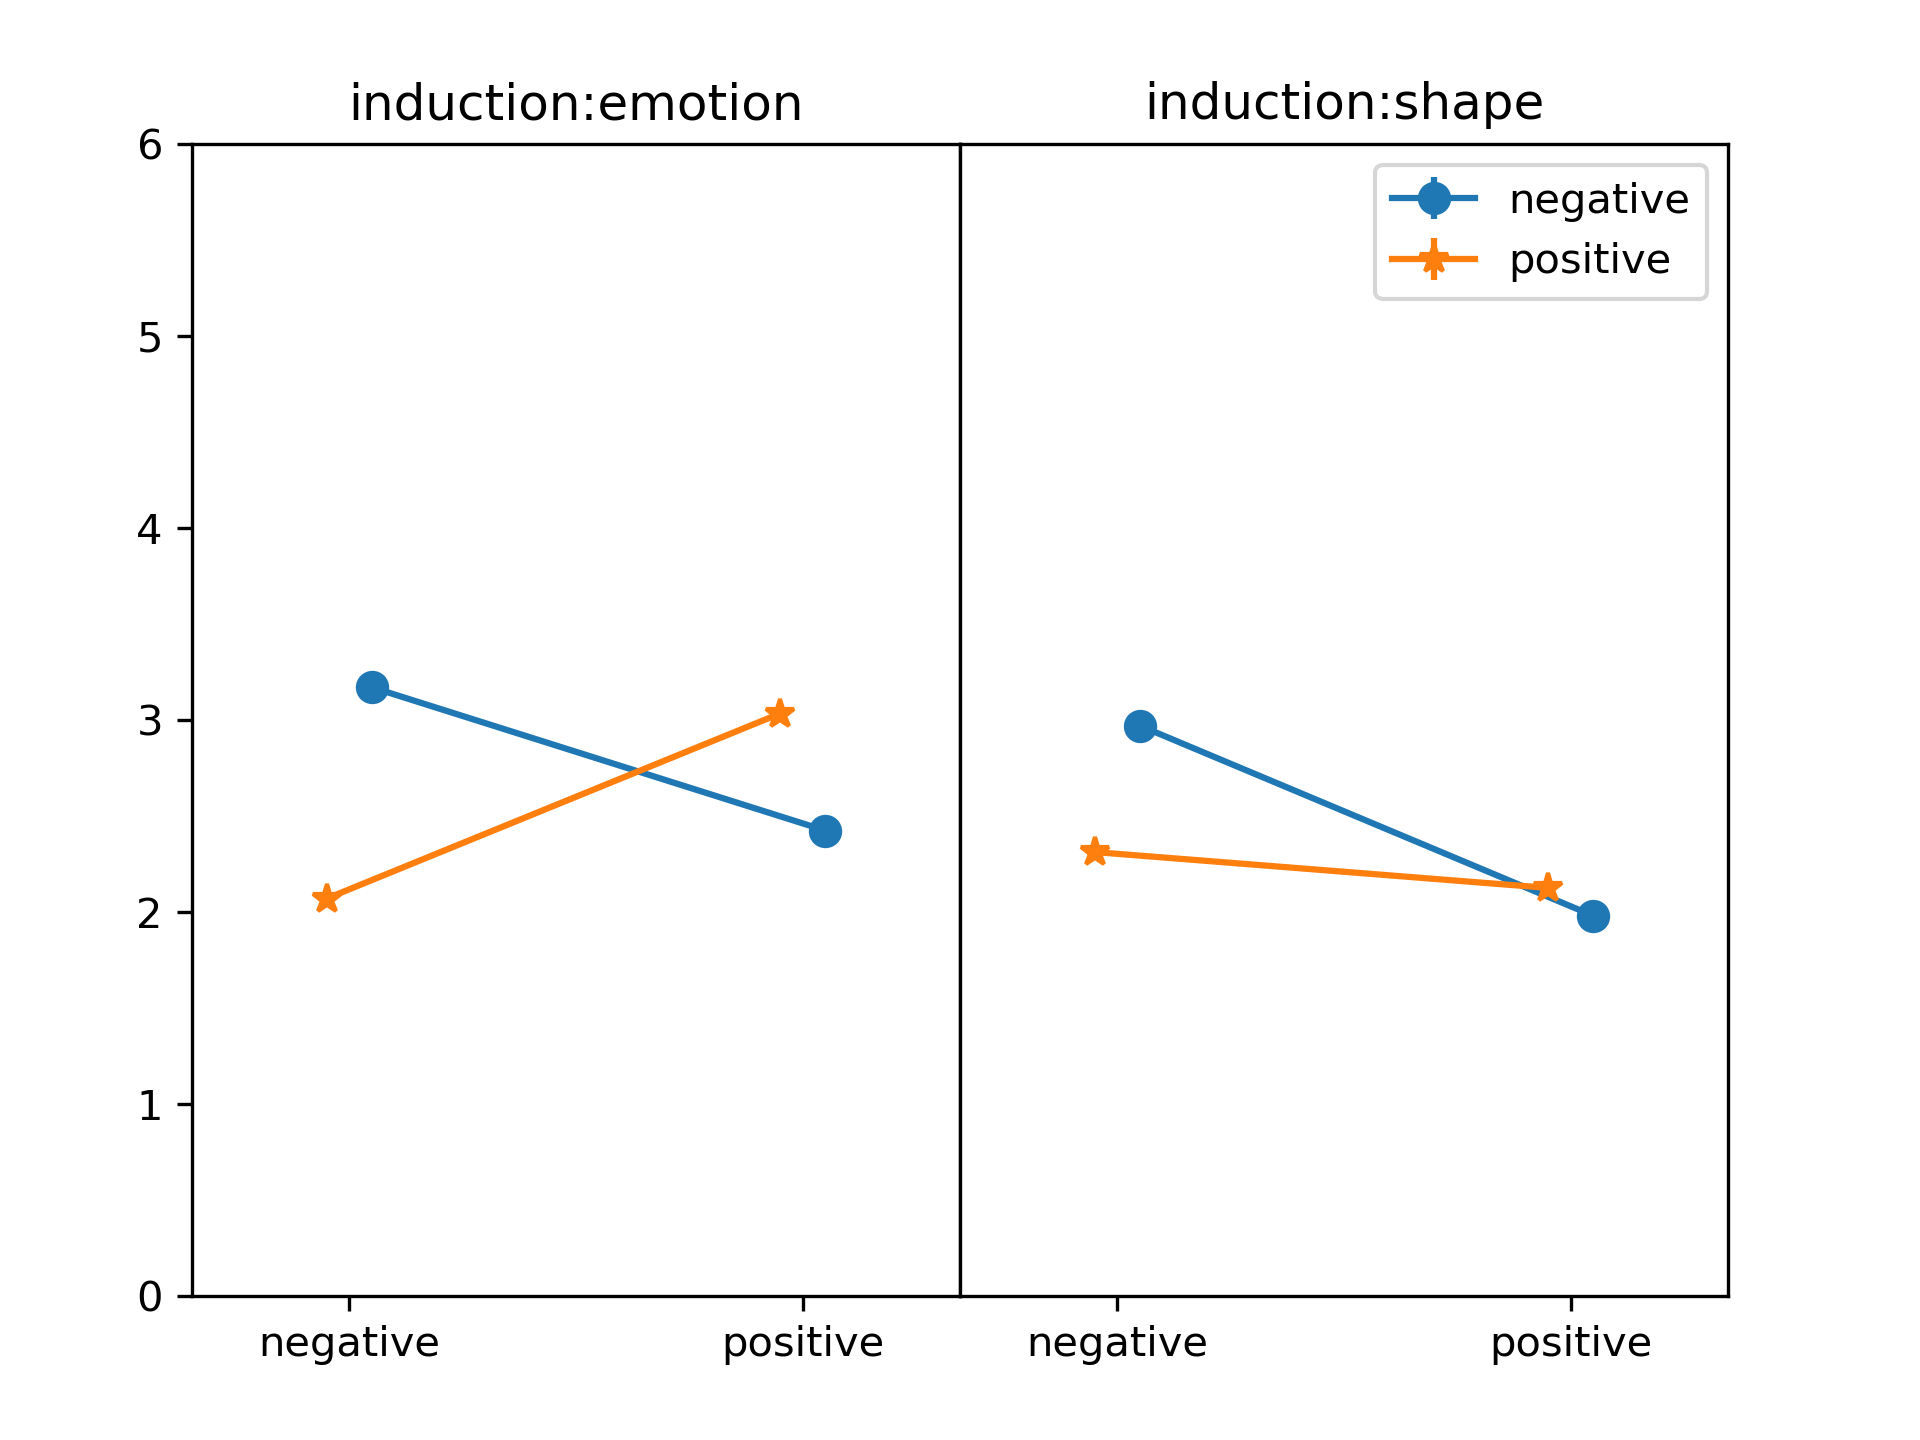 induction:emotion
induction:shape
6
5
4
3
2
1
0
negative
positive
negative
positive
negative
positive